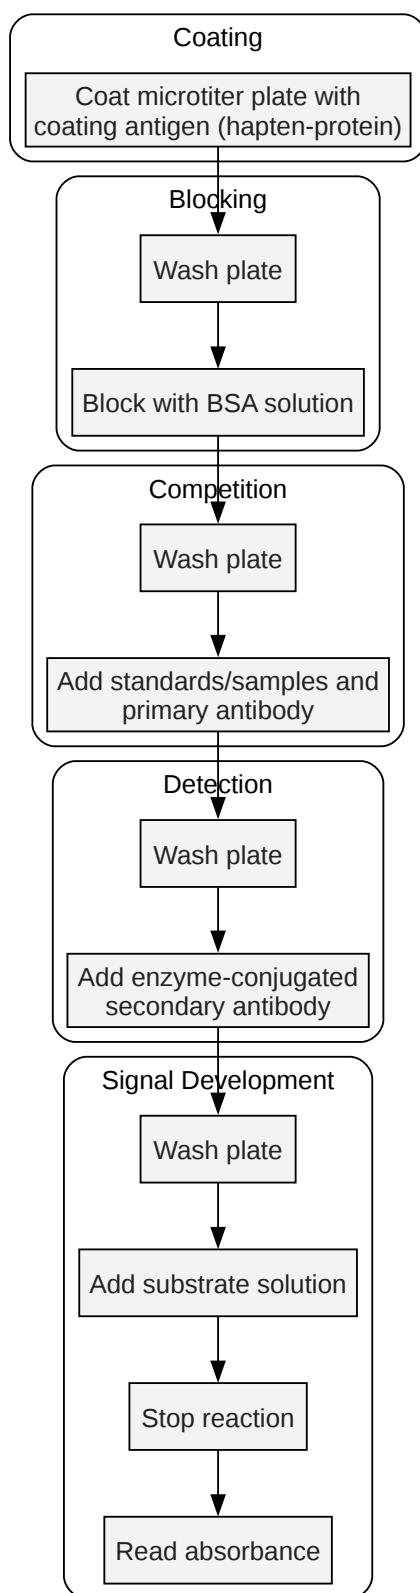 Coating
Coat microtiter plate with
coating antigen (hapten-protein)
Blocking
Wash plate
Block with BSA solution
Competition
Wash plate
Add standards/samples and
primary antibody
Detection
Wash plate
Add enzyme-conjugated
secondary antibody
Signal Development
Wash plate
Add substrate solution
Stop reaction
Read absorbance